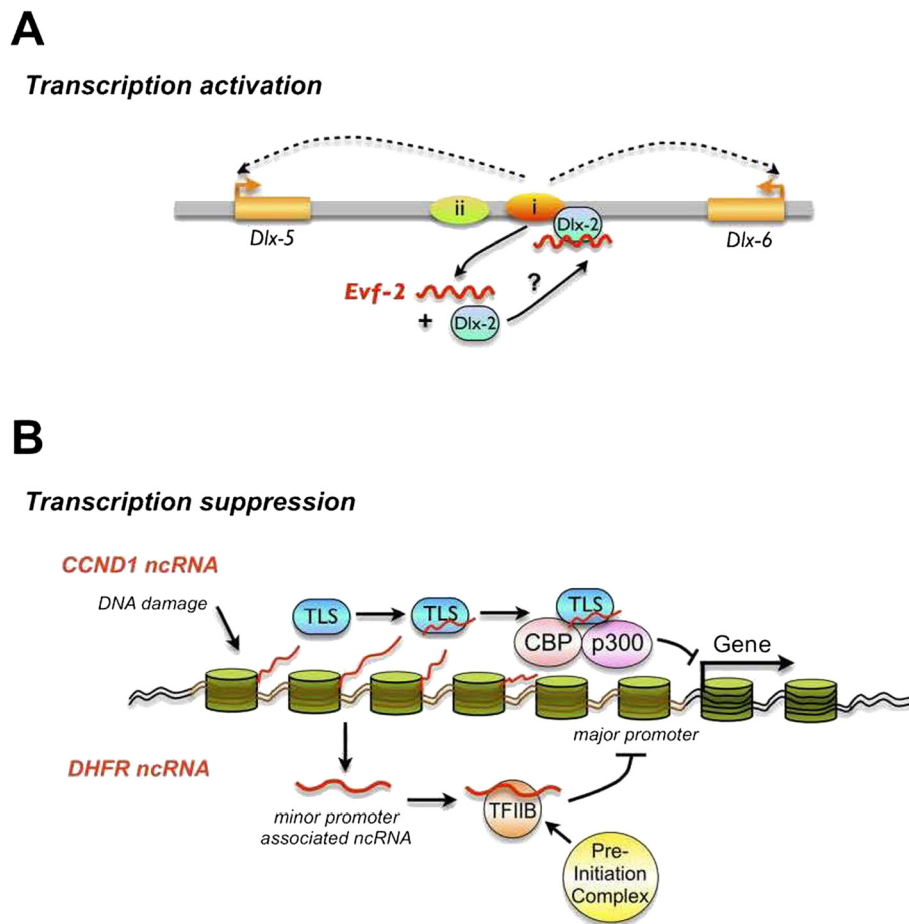 A
Transcription activation
ii
i
Dlx-2
Dlx-5
Dlx-6
?
Evf-2
+
Dlx-2
B
Transcription suppression
CCND1 ncRNA
DNA damage
TLS
TLS
TLS
CBP
p300
Gene
major promoter
DHFR ncRNA
minor promoter
associated ncRNA
TFIIB
Pre-
Initiation
Complex